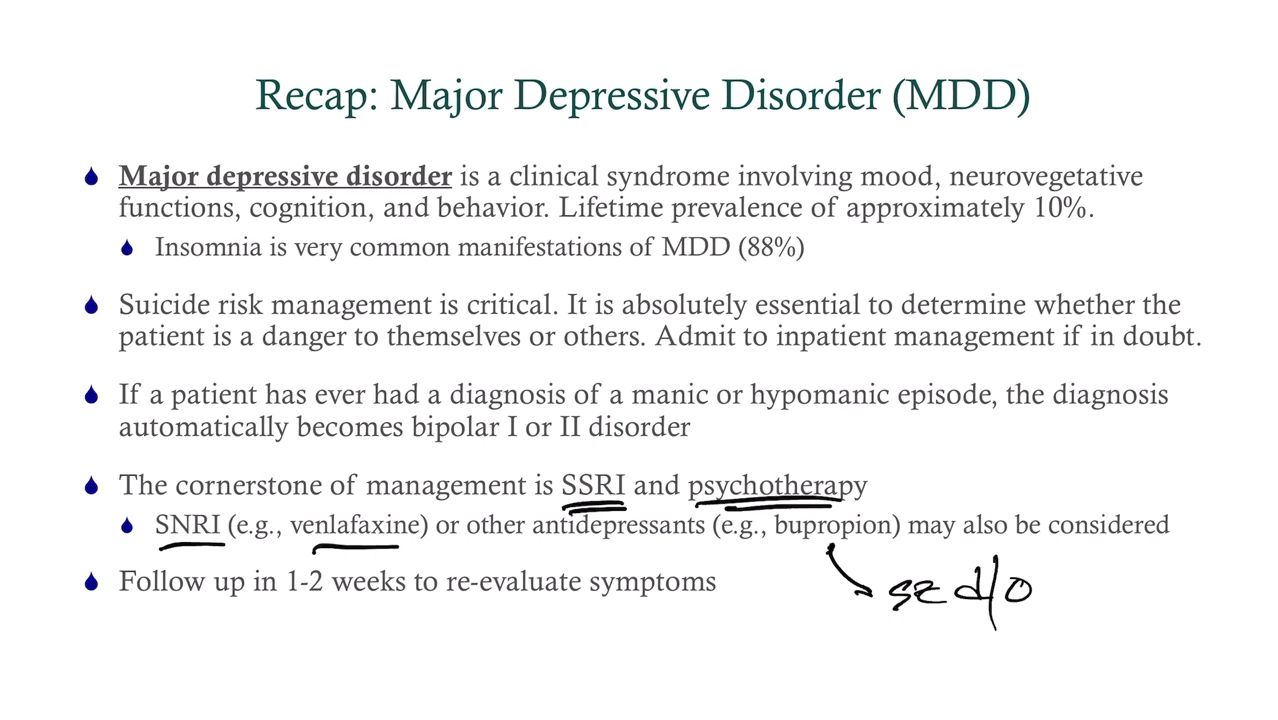 Recap: Major Depressive Disorder (MDD)
Major depressive disorder is a clinical syndrome involving mood, neurovegetative
functions, cognition, and behavior. Lifetime prevalence of approximately 10%.
Insomnia is very common manifestations of MDD (88%)
Suicide risk management is critical. It is absolutely essential to determine whether the
patient is a danger to themselves or others. Admit to inpatient management if in doubt.
If a patient has ever had a diagnosis of a manic or hypomanic episode, the diagnosis
automatically becomes bipolar I or II disorder
The cornerstone of management is SSRI and psychotherapy
SNRI (e.g., venlafaxine) or other antidepressants (e.g., bupropion) may also be considered
Follow up in 1-2 weeks to re-evaluate symptoms
sz d/o